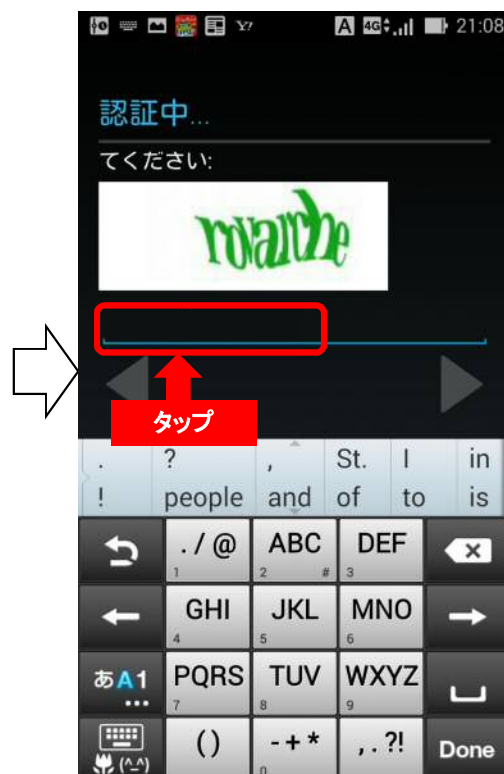 Y? A 4G 21:08
認証中...
てください:
タップ
. ? , St. I in
! people and of to is
./@ ABC DEF
1 2 # 3
GHI JKL MNO
4 5 6
あA1 PQRS TUV WXYZ
... 7 8 9
() -+* ,.?! Done
(^_^) 0